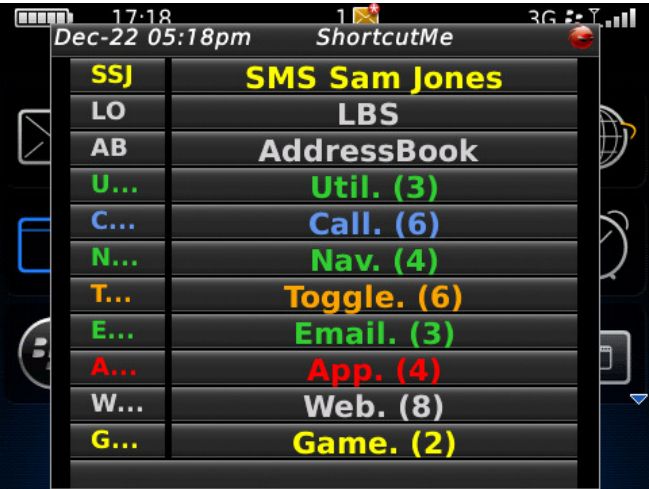 17:18 1 3G
Dec-22 05:18pm ShortcutMe
SSJ SMS Sam Jones
LO LBS
AB AddressBook
U... Util. (3)
C... Call. (6)
N... Nav. (4)
T... Toggle. (6)
E... Email. (3)
A... App. (4)
W... Web. (8)
G... Game. (2)